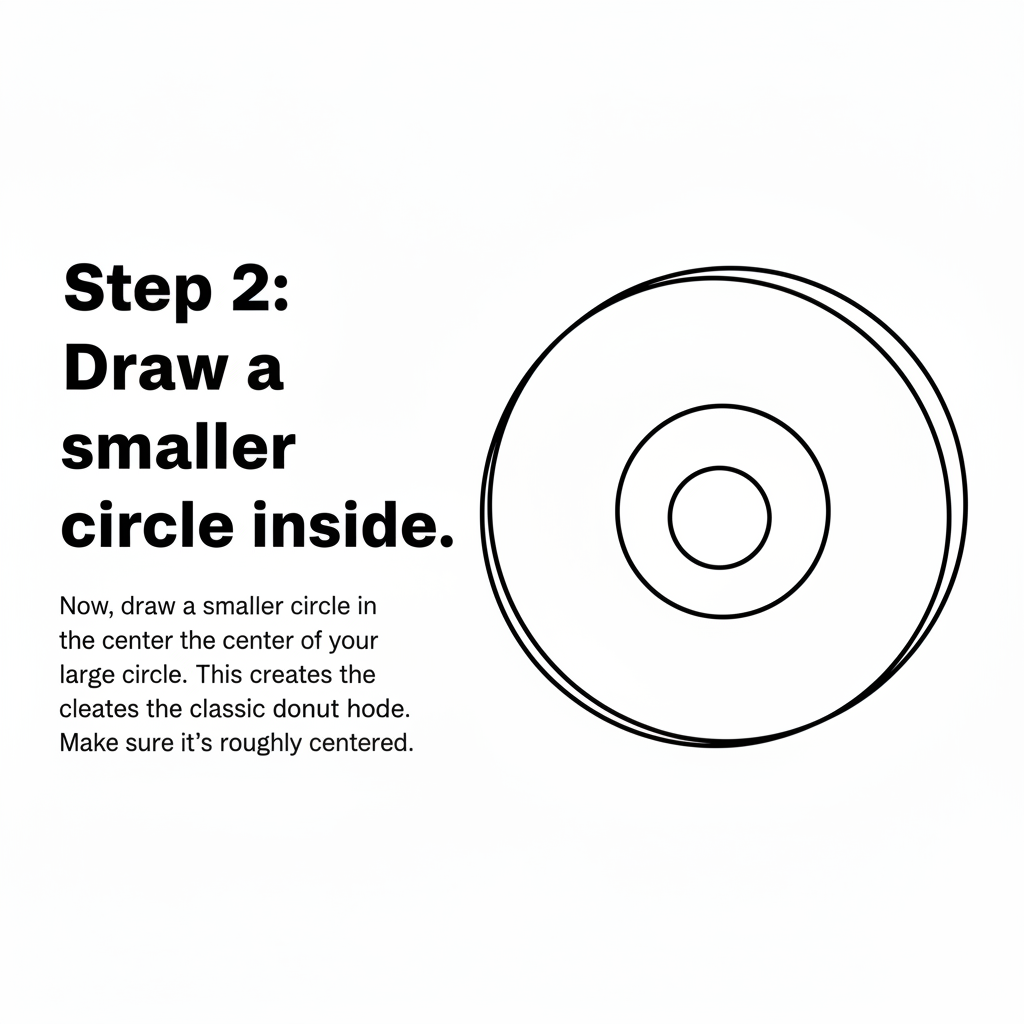 Step 2:
Draw a
smaller
circle inside.
Now, draw a smaller circle in
the center the center of your
large circle. This creates the
cleates the classic donut hode.
Make sure it’s roughly centered.